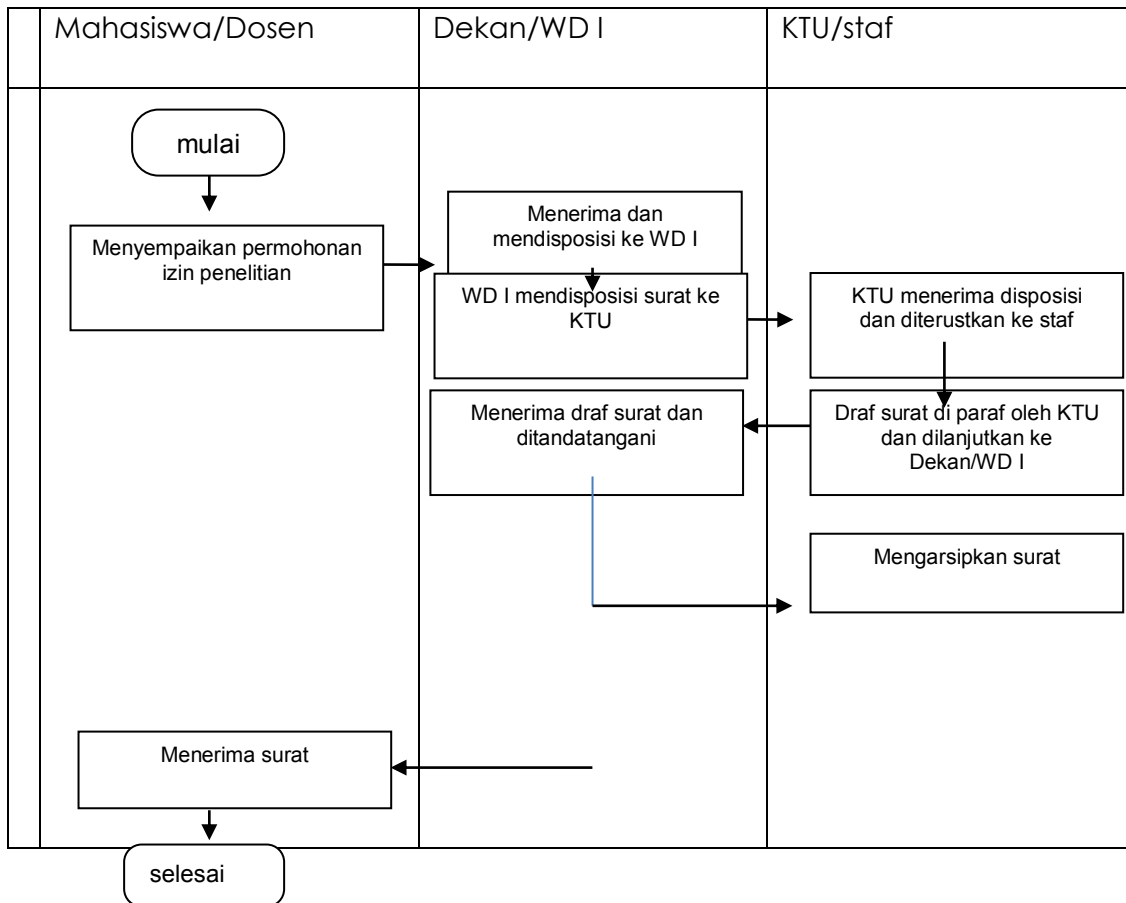 Mahasiswa/Dosen
Dekan/WD I
KTU/staf
mulai
Menyempaikan permohonan
izin penelitian
Menerima dan
mendisposisi ke WD I
WD I mendisposisi surat ke
KTU
KTU menerima disposisi
dan diterustkan ke staf
Menerima draf surat dan
ditandatangani
Draf surat di paraf oleh KTU
dan dilanjutkan ke
Dekan/WD I
Mengarsipkan surat
Menerima surat
selesai